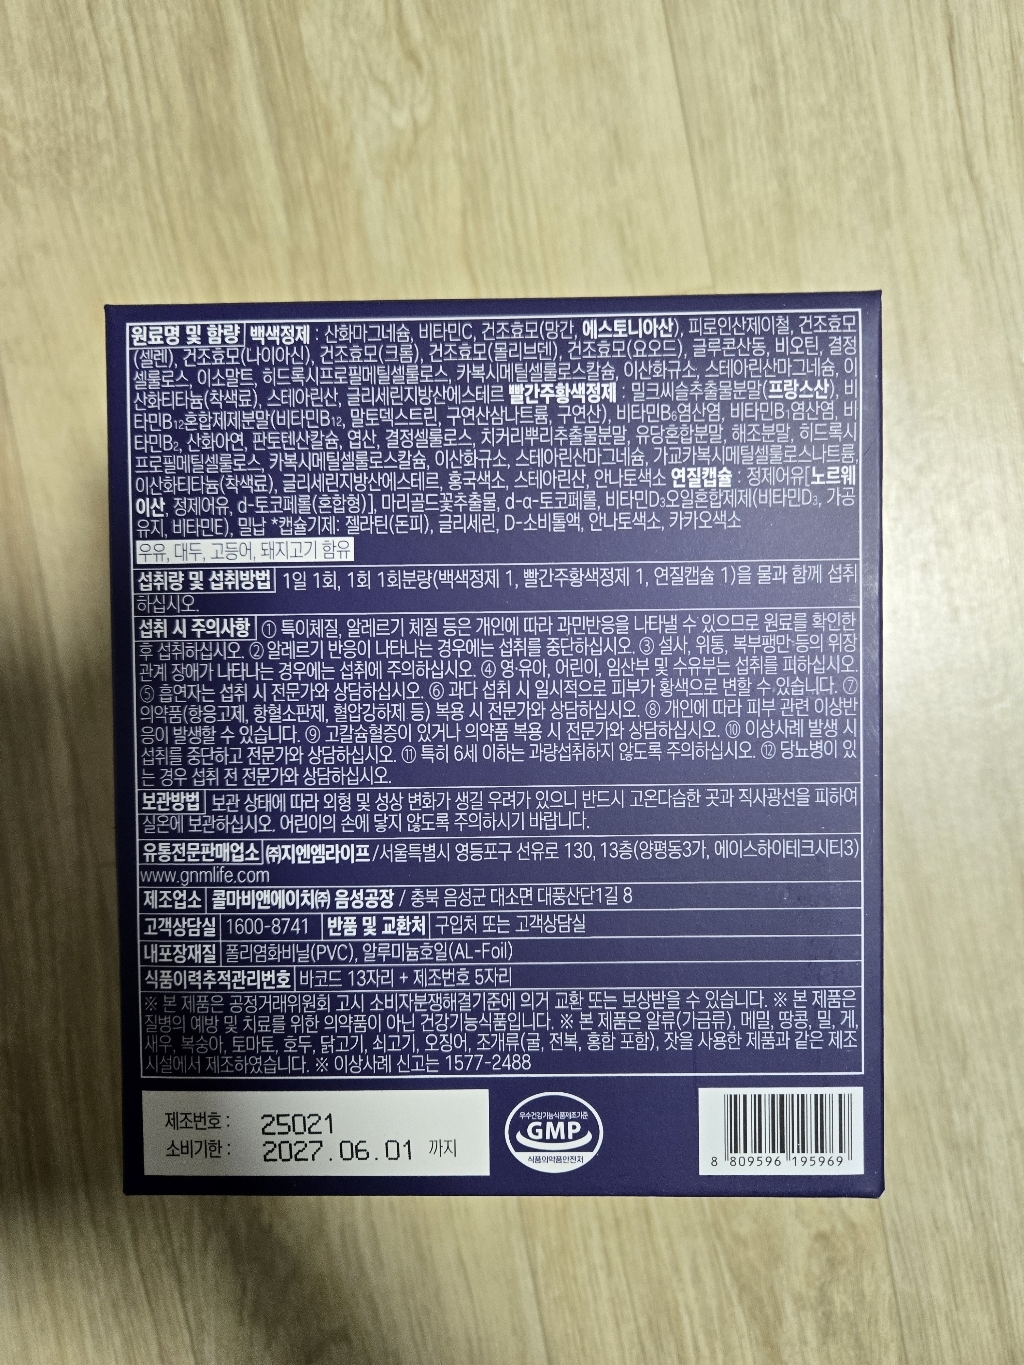 원료명 및 함량 백색정제 : 산화마그네슘, 비타민C, 건조효모(망간, 에스토니아산), 피로인산제이철, 건조효모
(셀렌), 건조효모(나이아신), 건조효모(크롬), 건조효모(몰리브덴), 건조효모(요오드), 글루콘산동, 비오틴, 결정
셀룰로스, 이소말트, 히드록시프로필메틸셀룰로스, 카복시메틸셀룰로스칼슘, 이산화규소, 스테아린산마그네슘, 이
산화티타늄(착색료), 스테아린산, 글리세린지방산에스테르 빨간주황색정제 : 밀크씨슬추출물분말(프랑스산), 비
타민B₁₂혼합제제분말(비타민B₁₂, 말토덱스트린, 구연산삼나트륨, 구연산), 비타민B₆염산염, 비타민B₁염산염, 비
타민B₂, 산화아연, 판토텐산칼슘, 엽산, 결정셀룰로스, 치커리뿌리추출물분말, 유당혼합분말, 해조분말, 히드록시
프로필메틸셀룰로스, 카복시메틸셀룰로스칼슘, 이산화규소, 스테아린산마그네슘, 가교카복시메틸셀룰로스나트륨,
이산화티타늄(착색료), 글리세린지방산에스테르, 홍국색소, 스테아린산, 안나토색소 연질캡슐 : 정제어유[노르웨
이산, 정제어유, d-토코페롤(혼합형)], 마리골드꽃추출물, d-α-토코페롤, 비타민D₃오일혼합제제(비타민D₃, 가공
유지, 비타민E), 밀납 *캡슐기제: 젤라틴(돈피), 글리세린, D-소비톨액, 안나토색소, 카카오색소
우유, 대두, 고등어, 돼지고기 함유
섭취량 및 섭취방법 1일 1회, 1회 1회분량(백색정제 1, 빨간주황색정제 1, 연질캡슐 1)을 물과 함께 섭취
하십시오.
섭취 시 주의사항 ① 특이체질, 알레르기 체질 등은 개인에 따라 과민반응을 나타낼 수 있으므로 원료를 확인한
후 섭취하십시오. ② 알레르기 반응이 나타나는 경우에는 섭취를 중단하십시오. ③ 설사, 위통, 복부팽만 등의 위장
관계 장애가 나타나는 경우에는 섭취에 주의하십시오. ④ 영·유아, 어린이, 임산부 및 수유부는 섭취를 피하십시오.
⑤ 흡연자는 섭취 시 전문가와 상담하십시오. ⑥ 과다 섭취 시 일시적으로 피부가 황색으로 변할 수 있습니다. ⑦
의약품(항응고제, 항혈소판제, 혈압강하제 등) 복용 시 전문가와 상담하십시오. ⑧ 개인에 따라 피부 관련 이상반
응이 발생할 수 있습니다. ⑨ 고칼슘혈증이 있거나 의약품 복용 시 전문가와 상담하십시오. ⑩ 이상사례 발생 시
섭취를 중단하고 전문가와 상담하십시오. ⑪ 특히 6세 이하는 과량섭취하지 않도록 주의하십시오. ⑫ 당뇨병이 있
는 경우 섭취 전 전문가와 상담하십시오.
보관방법 보관 상태에 따라 외형 및 성상 변화가 생길 우려가 있으니 반드시 고온다습한 곳과 직사광선을 피하여
실온에 보관하십시오. 어린이의 손에 닿지 않도록 주의하시기 바랍니다.
유통전문판매업소 ㈜지엔엠라이프/서울특별시 영등포구 선유로 130, 13층(양평동3가, 에이스하이테크시티3)
www.gnmlife.com
제조업소 콜마비앤에이치㈜ 음성공장 / 충북 음성군 대소면 대풍산단1길 8
고객상담실 1600-8741 반품 및 교환처 구입처 또는 고객상담실
내포장재질 폴리염화비닐(PVC), 알루미늄호일(AL-Foil)
식품이력추적관리번호 바코드 13자리 + 제조번호 5자리
※ 본 제품은 공정거래위원회 고시 소비자분쟁해결기준에 의거 교환 또는 보상받을 수 있습니다. ※ 본 제품은
질병의 예방 및 치료를 위한 의약품이 아닌 건강기능식품입니다. ※ 본 제품은 알류(가금류), 메밀, 땅콩, 밀, 게,
새우, 복숭아, 토마토, 호두, 닭고기, 쇠고기, 오징어, 조개류(굴, 전복, 홍합 포함), 잣을 사용한 제품과 같은 제조
시설에서 제조하였습니다. ※ 이상사례 신고는 1577-2488
제조번호 : 25021
소비기한 : 2027.06.01 까지
우수건강기능식품제조기준
GMP
식품의약품안전처
8 809596 195969